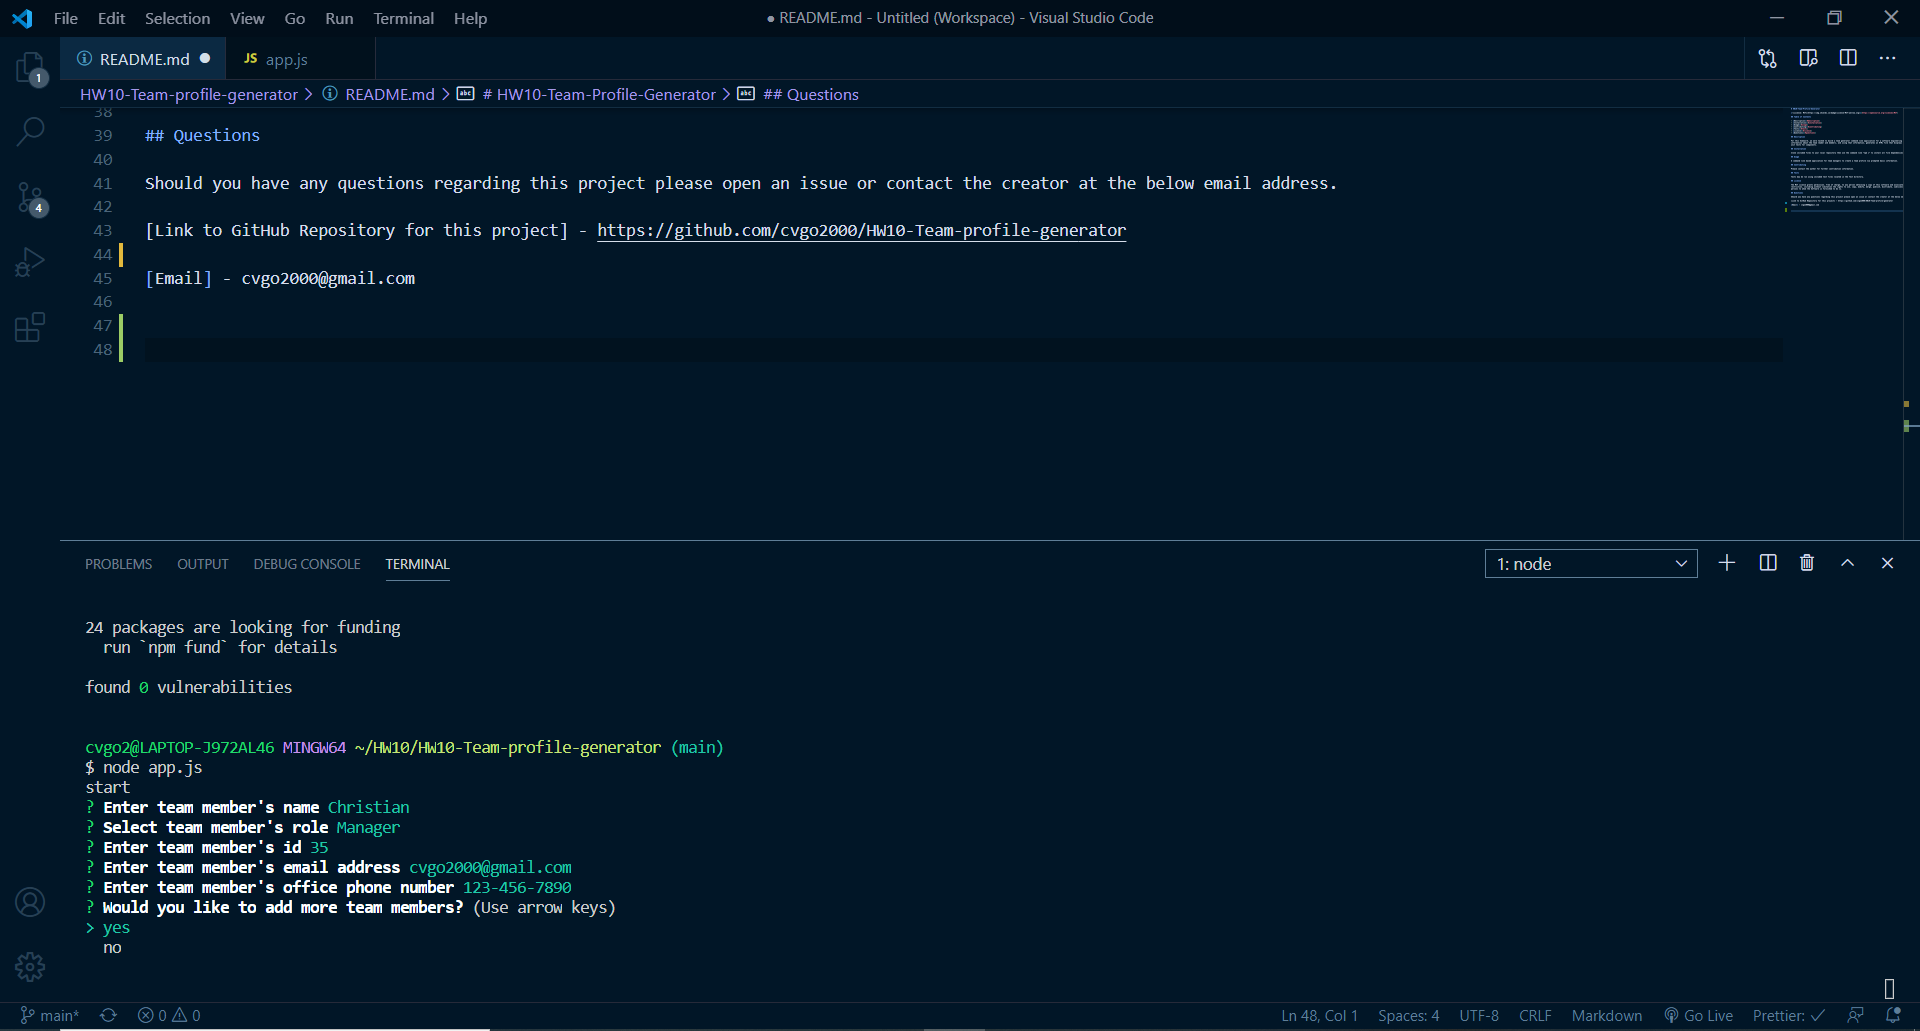 File Edit Selection View Go Run Terminal Help
● README.md - Untitled (Workspace) - Visual Studio Code
README.md ●
JS app.js
1
4
HW10-Team-profile-generator > README.md > # HW10-Team-Profile-Generator > ## Questions
38
39 ## Questions
40
41 Should you have any questions regarding this project please open an issue or contact the creator at the below email address.
42
43 [Link to GitHub Repository for this project] - https://github.com/cvgo2000/HW10-Team-profile-generator
44
45 [Email] - cvgo2000@gmail.com
46
47
48
PROBLEMS OUTPUT DEBUG CONSOLE TERMINAL
1: node
24 packages are looking for funding
run `npm fund` for details
found 0 vulnerabilities
cvgo2@LAPTOP-J972AL46 MINGW64 ~/HW10/HW10-Team-profile-generator (main)
$ node app.js
start
? Enter team member's name Christian
? Select team member's role Manager
? Enter team member's id 35
? Enter team member's email address cvgo2000@gmail.com
? Enter team member's office phone number 123-456-7890
? Would you like to add more team members? (Use arrow keys)
> yes
no
main* 0 0
Ln 48, Col 1 Spaces: 4 UTF-8 CRLF Markdown Go Live Prettier: ✓